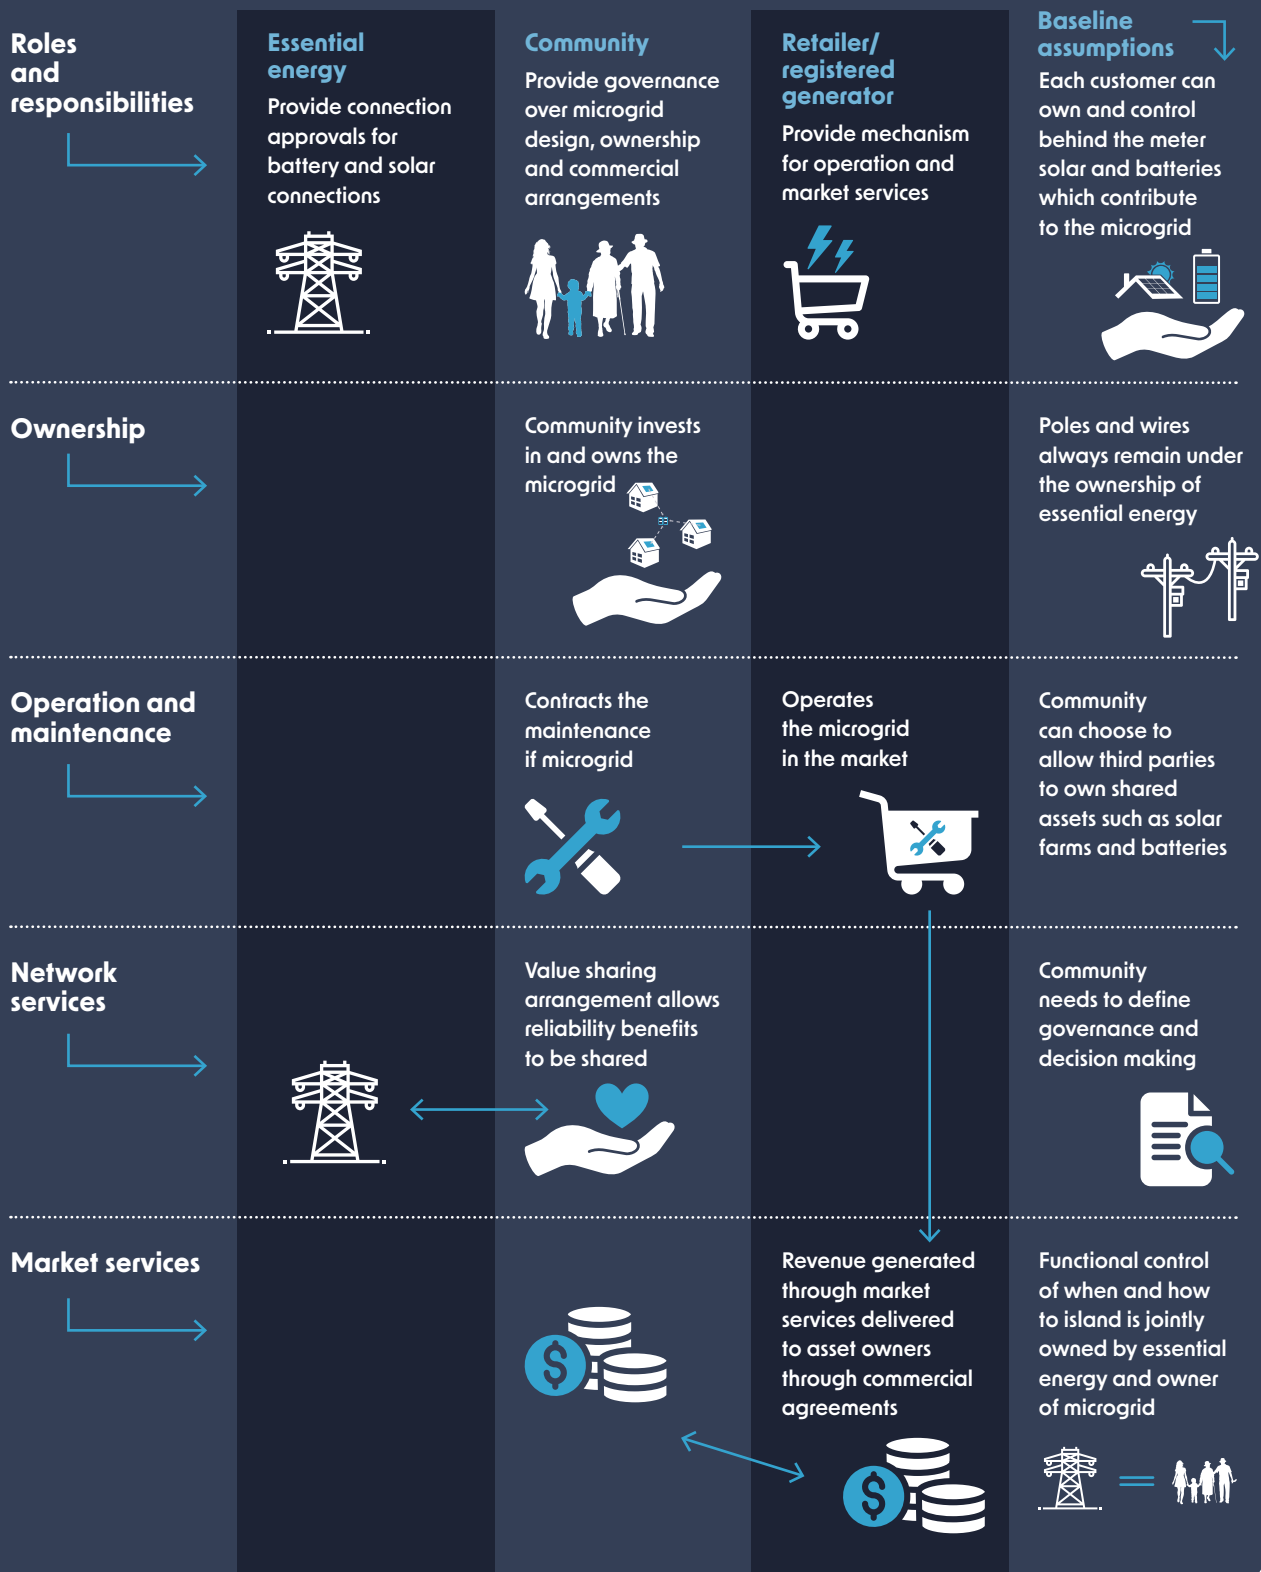 Roles
and
responsibilities
Essential
energy
Provide connection
approvals for
battery and solar
connections
Community
Provide governance
over microgrid
design, ownership
and commercial
arrangements
Retailer/
registered
generator
Provide mechanism
for operation and
market services
Baseline
assumptions
Each customer can
own and control
behind the meter
solar and batteries
which contribute
to the microgrid
Ownership
Community invests
in and owns the
microgrid
Poles and wires
always remain under
the ownership of
essential energy
Operation and
maintenance
Contracts the
maintenance
if microgrid
Operates
the microgrid
in the market
Community
can choose to
allow third parties
to own shared
assets such as solar
farms and batteries
Network
services
Value sharing
arrangement allows
reliability benefits
to be shared
Community
needs to define
governance and
decision making
Market services
$
Revenue generated
through market
services delivered
to asset owners
through commercial
agreements
$
Functional control
of when and how
to island is jointly
owned by essential
energy and owner
of microgrid